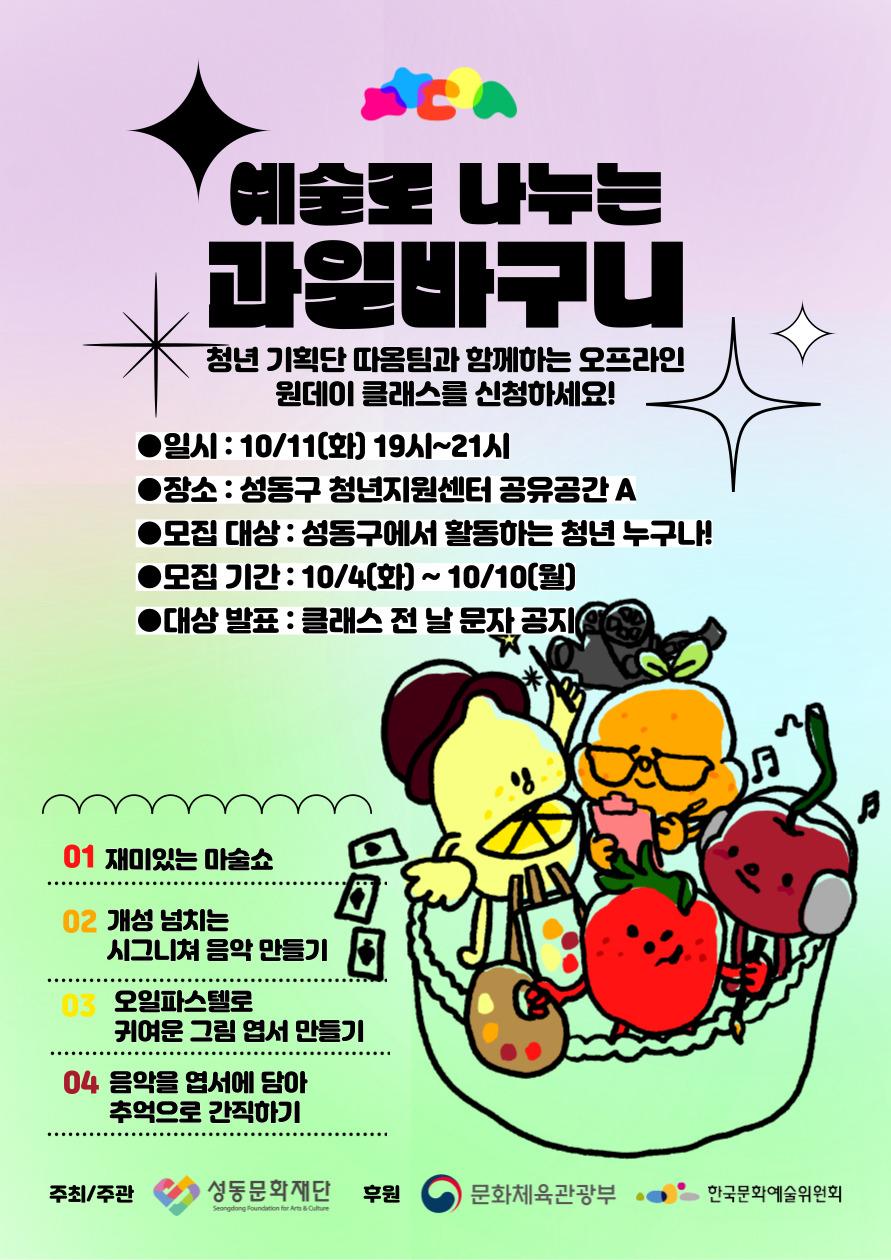 예술로 나누는
과일바구니
청년 기획단 따옴팀과 함께하는 오프라인
원데이 클래스를 신청하세요!
●일시 : 10/11(화) 19시~21시
●장소 : 성동구 청년지원센터 공유공간 A
●모집 대상 : 성동구에서 활동하는 청년 누구나!
●모집 기간 : 10/4(화) ~ 10/10(월)
●대상 발표 : 클래스 전 날 문자 공지
01 재미있는 마술쇼
02 개성 넘치는
시그니쳐 음악 만들기
03 오일파스텔로
귀여운 그림 엽서 만들기
04 음악을 엽서에 담아
추억으로 간직하기
주최/주관 성동문화재단 후원 문화체육관광부 한국문화예술위원회
Seongdong Foundation for Arts & Culture